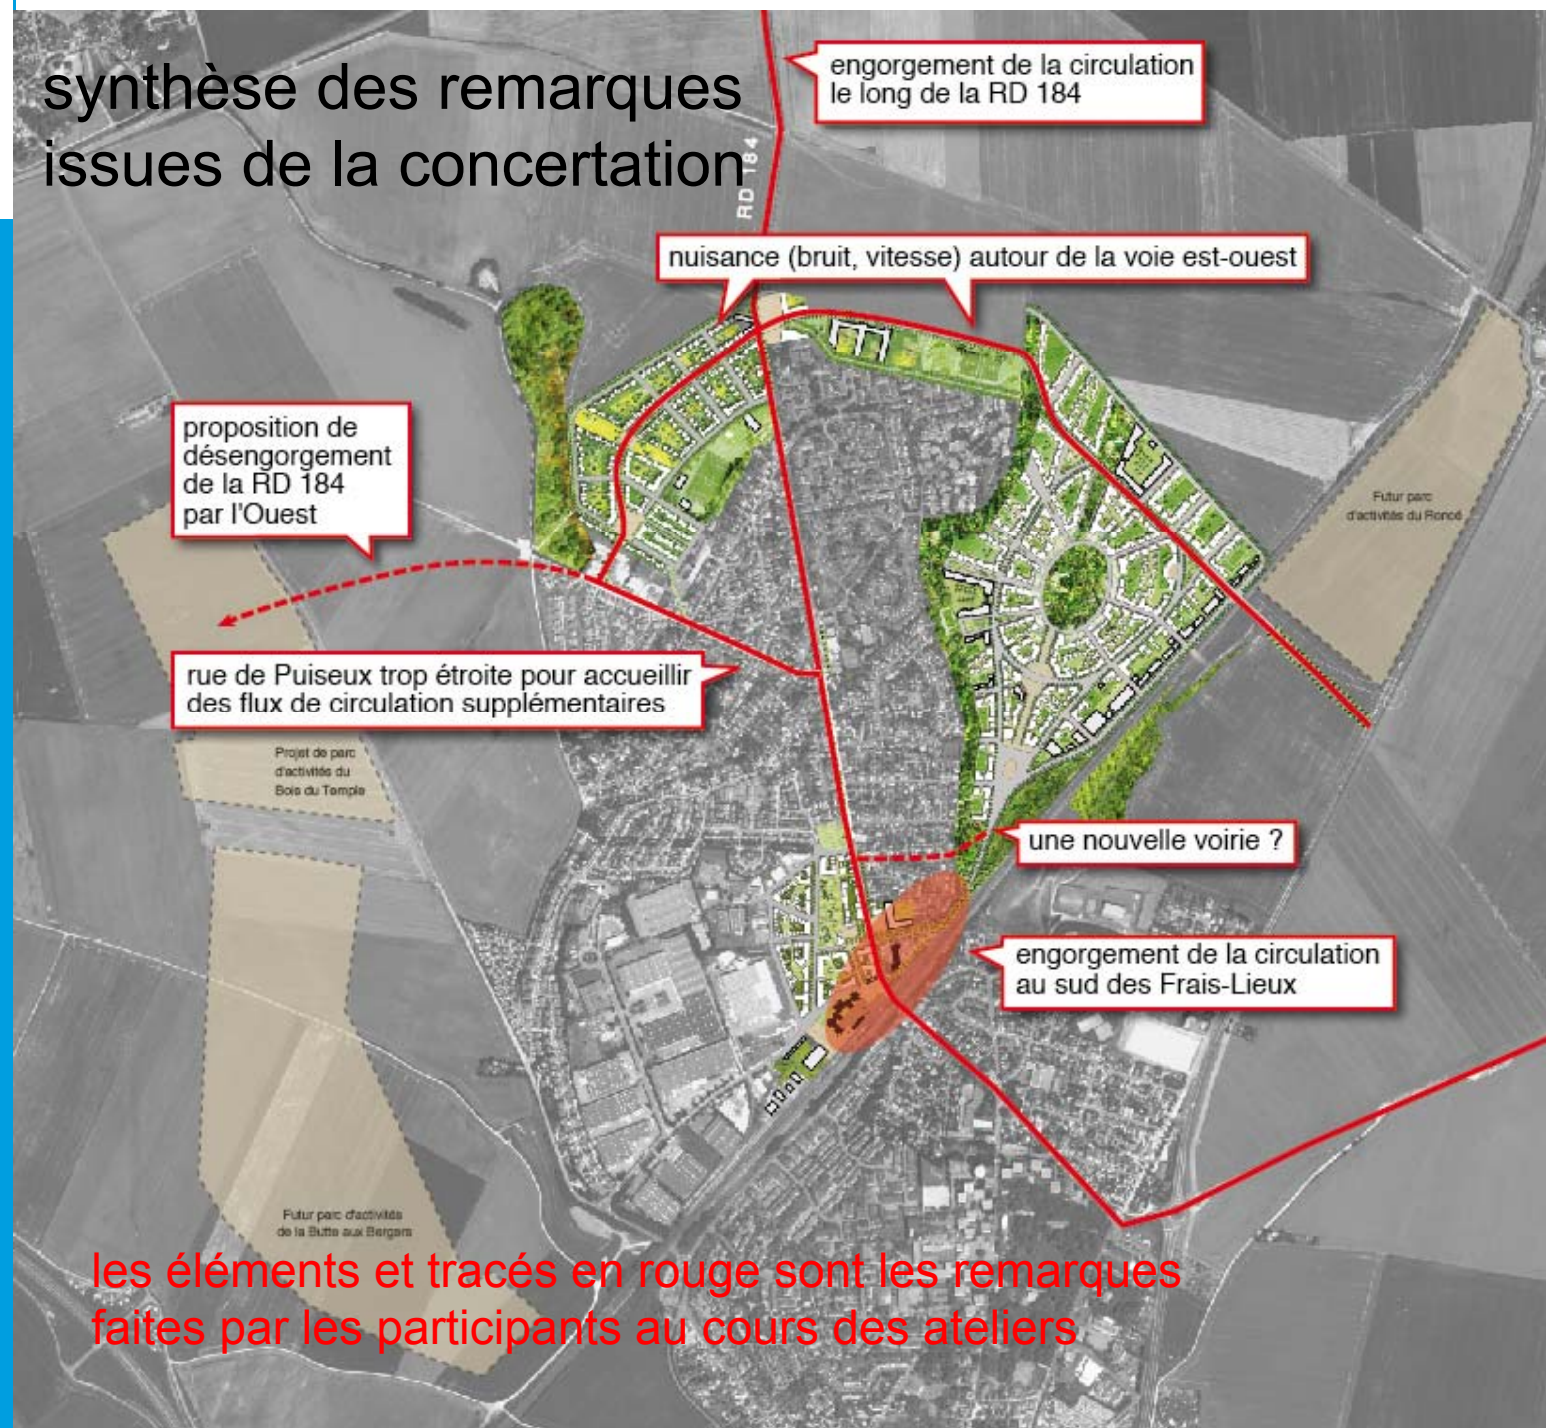 synthèse des remarques
issues de la concertation
engorgement de la circulation
le long de la RD 184
RD 184
nuisance (bruit, vitesse) autour de la voie est-ouest
proposition de
désengorgement
de la RD 184
par l'Ouest
Futur parc
d'activités du Roncé
rue de Puiseux trop étroite pour accueillir
des flux de circulation supplémentaires
Projet de parc
d'activités du
Bois du Temple
une nouvelle voirie ?
engorgement de la circulation
au sud des Frais-Lieux
Futur parc d'activités
de la Butte aux Bergers
les éléments et tracés en rouge sont les remarques
faites par les participants au cours des ateliers